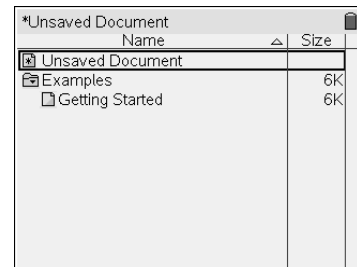 *Unsaved Document
Name Size
Unsaved Document
Examples 6K
Getting Started 6K